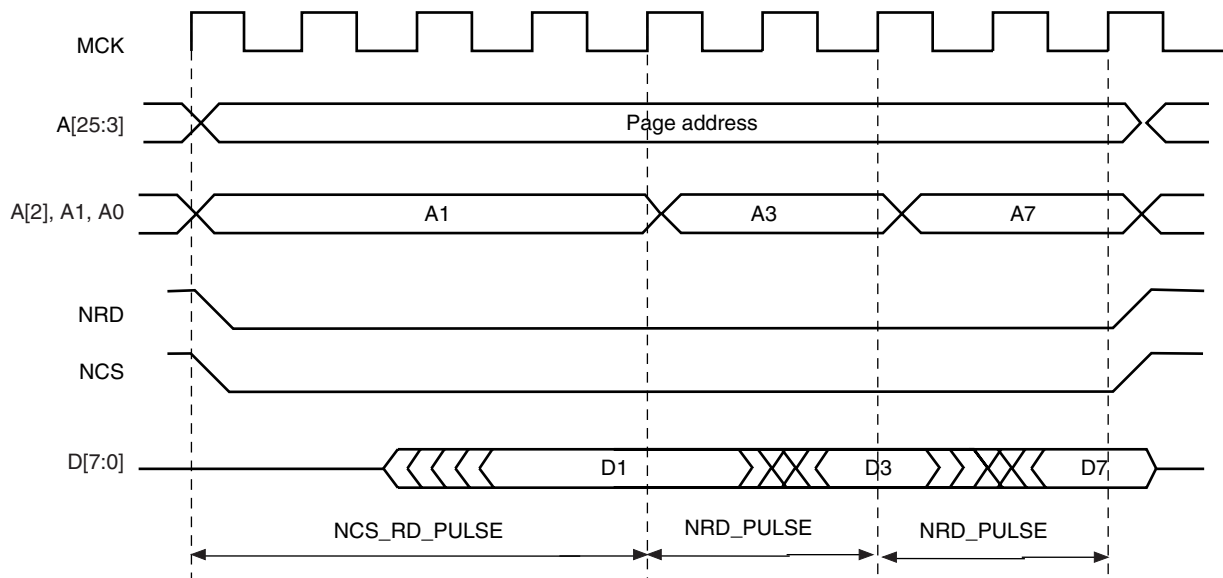 MCK
A[25:3]
Page address
A[2], A1, A0
A1
A3
A7
NRD
NCS
D[7:0]
D1
D3
D7
NCS_RD_PULSE
NRD_PULSE
NRD_PULSE